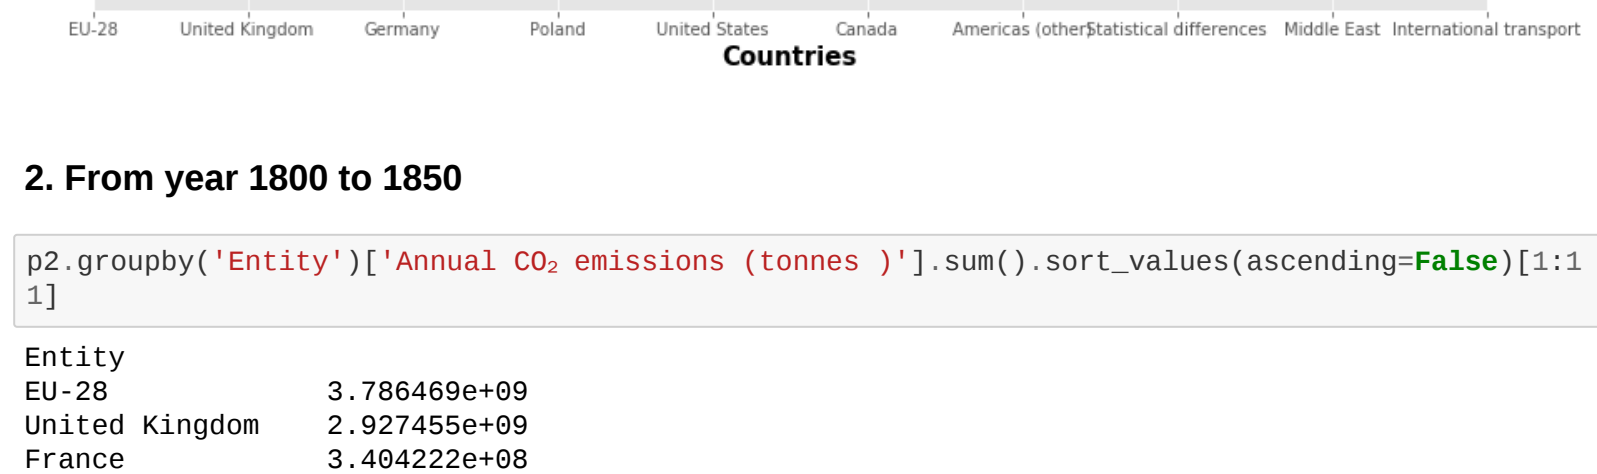 EU-28 United Kingdom Germany Poland United States Canada Americas (other) Statistical differences Middle East International transport
Countries
2. From year 1800 to 1850
p2.groupby('Entity')['Annual CO₂ emissions (tonnes )'].sum().sort_values(ascending=False)[1:1
1]
Entity
EU-28 3.786469e+09
United Kingdom 2.927455e+09
France 3.404222e+08